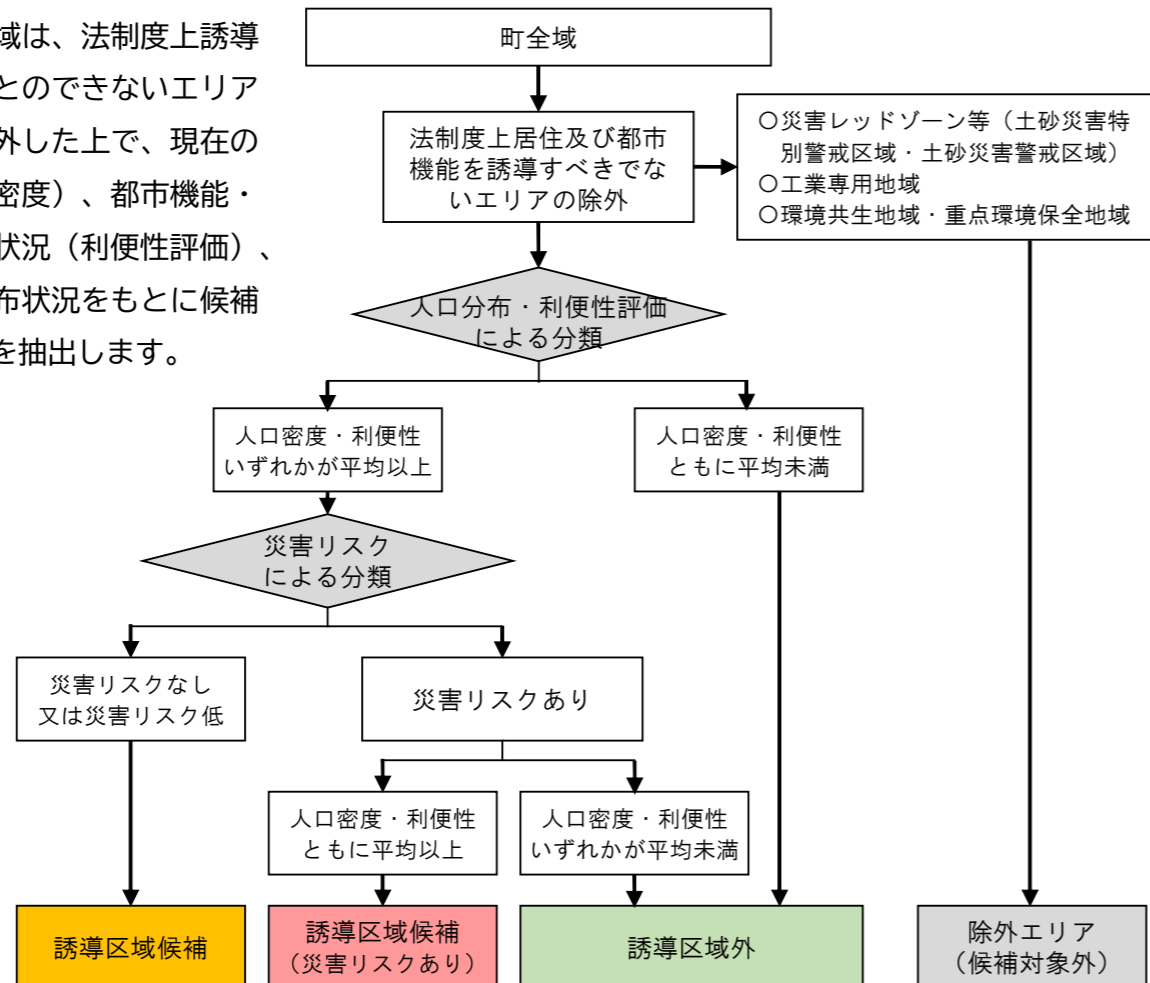 域は、法制度上誘導
とのできないエリア
外した上で、現在の
密度）、都市機能・
状況（利便性評価）、
布状況をもとに候補
を抽出します。
町全域
法制度上居住及び都市
機能を誘導すべきでな
いエリアの除外
○災害レッドゾーン等（土砂災害特
別警戒区域・土砂災害警戒区域）
○工業専用地域
○環境共生地域・重点環境保全地域
人口分布・利便性評価
による分類
人口密度・利便性
いずれかが平均以上
人口密度・利便性
ともに平均未満
災害リスク
による分類
災害リスクなし
又は災害リスク低
災害リスクあり
人口密度・利便性
ともに平均以上
人口密度・利便性
いずれかが平均未満
誘導区域候補
誘導区域候補
（災害リスクあり）
誘導区域外
除外エリア
（候補対象外）